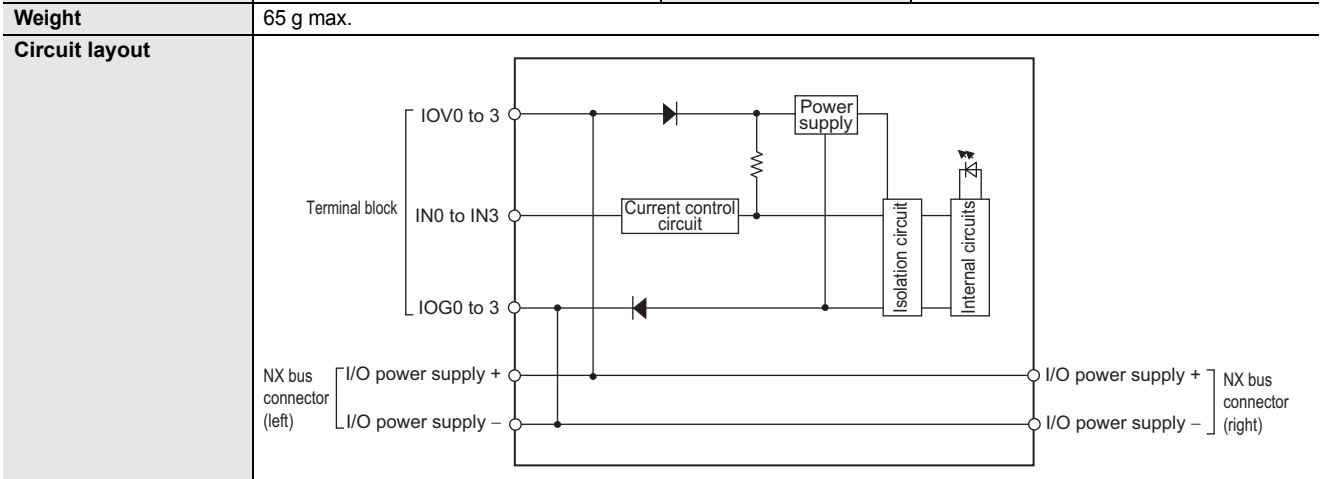 Weight
65 g max.
Circuit layout
IOV0 to 3
Power
supply
Terminal block
IN0 to IN3
Current control
circuit
Isolation circuit
Internal circuits
IOG0 to 3
NX bus
connector
(left)
I/O power supply +
I/O power supply −
I/O power supply +
I/O power supply −
NX bus
connector
(right)